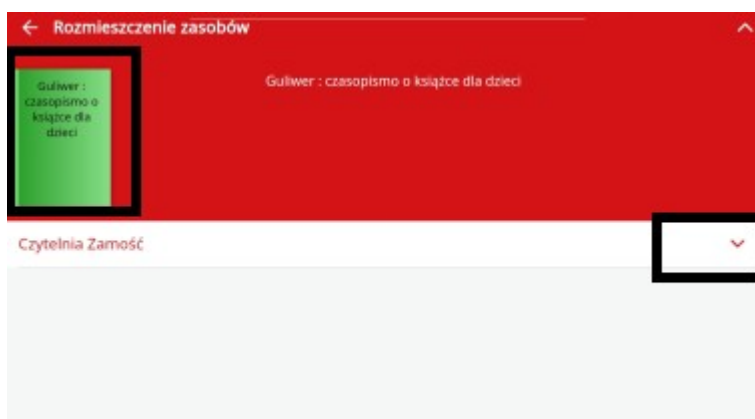 Rozmieszczenie zasobów
Guliwer :
czasopismo o
książce dla
dzieci
Guliwer : czasopismo o książce dla dzieci
Czytelnia Zamość